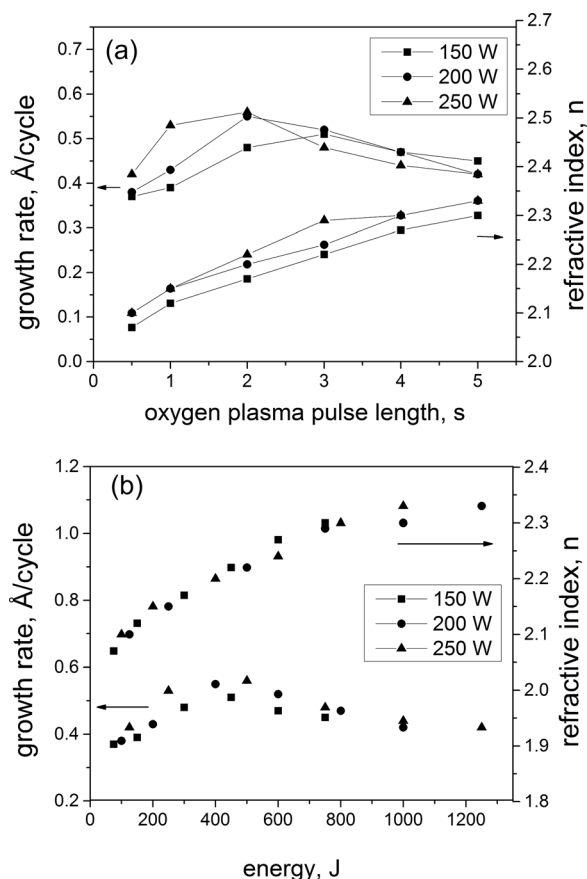 (a)
150 W
200 W
250 W
growth rate, Å/cycle
0.0
0.1
0.2
0.3
0.4
0.5
0.6
0.7
refractive index, n
2.0
2.1
2.2
2.3
2.4
2.5
2.6
2.7
0 1 2 3 4 5
oxygen plasma pulse length, s
(b)
150 W
200 W
250 W
growth rate, Å/cycle
1.2
1.0
0.8
0.6
0.4
0.2
refractive index, n
2.4
2.3
2.2
2.1
2.0
1.9
1.8
0 200 400 600 800 1000 1200
energy, J